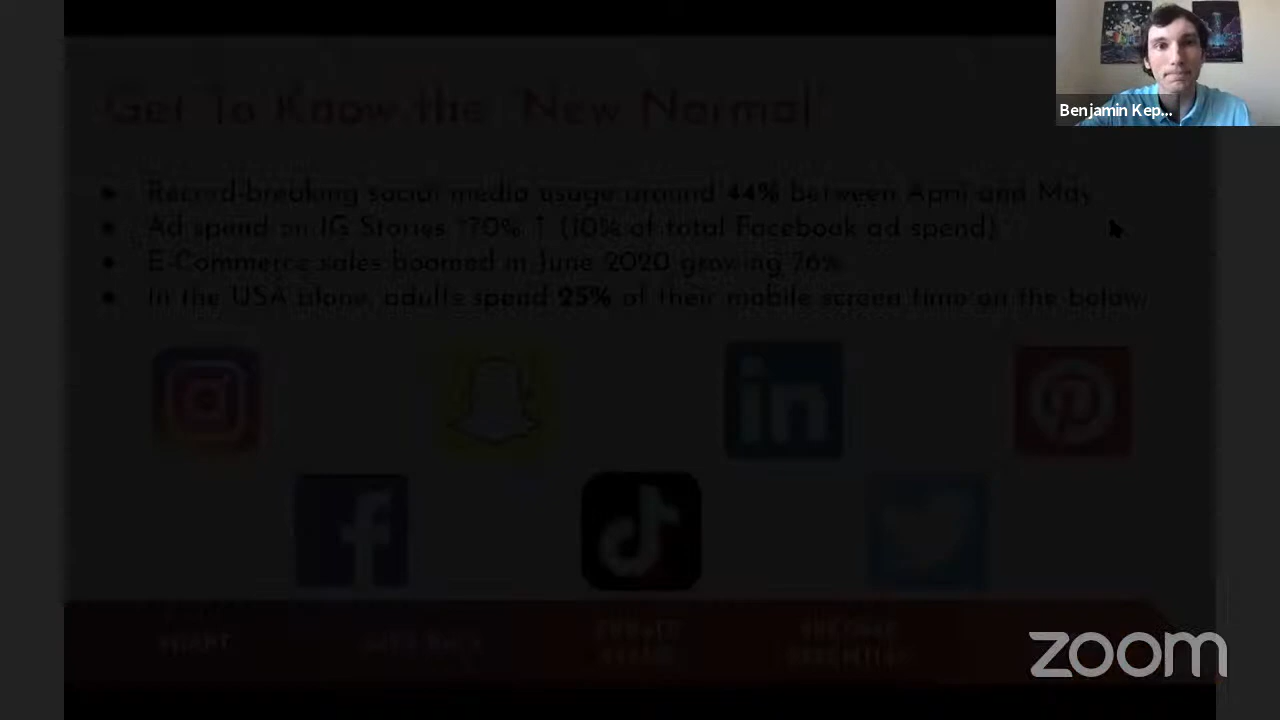 Get To Know the "New Normal"
Benjamin Kep...
● Record-breaking social media usage around 44% between April and May
● Ad spend on IG Stories ↑70% ↑ (10% of total Facebook ad spend)
● E-Commerce sales boomed in June 2020 growing 76%
● In the USA alone, adults spend 25% of their mobile screen time on the below
in
f
zoom